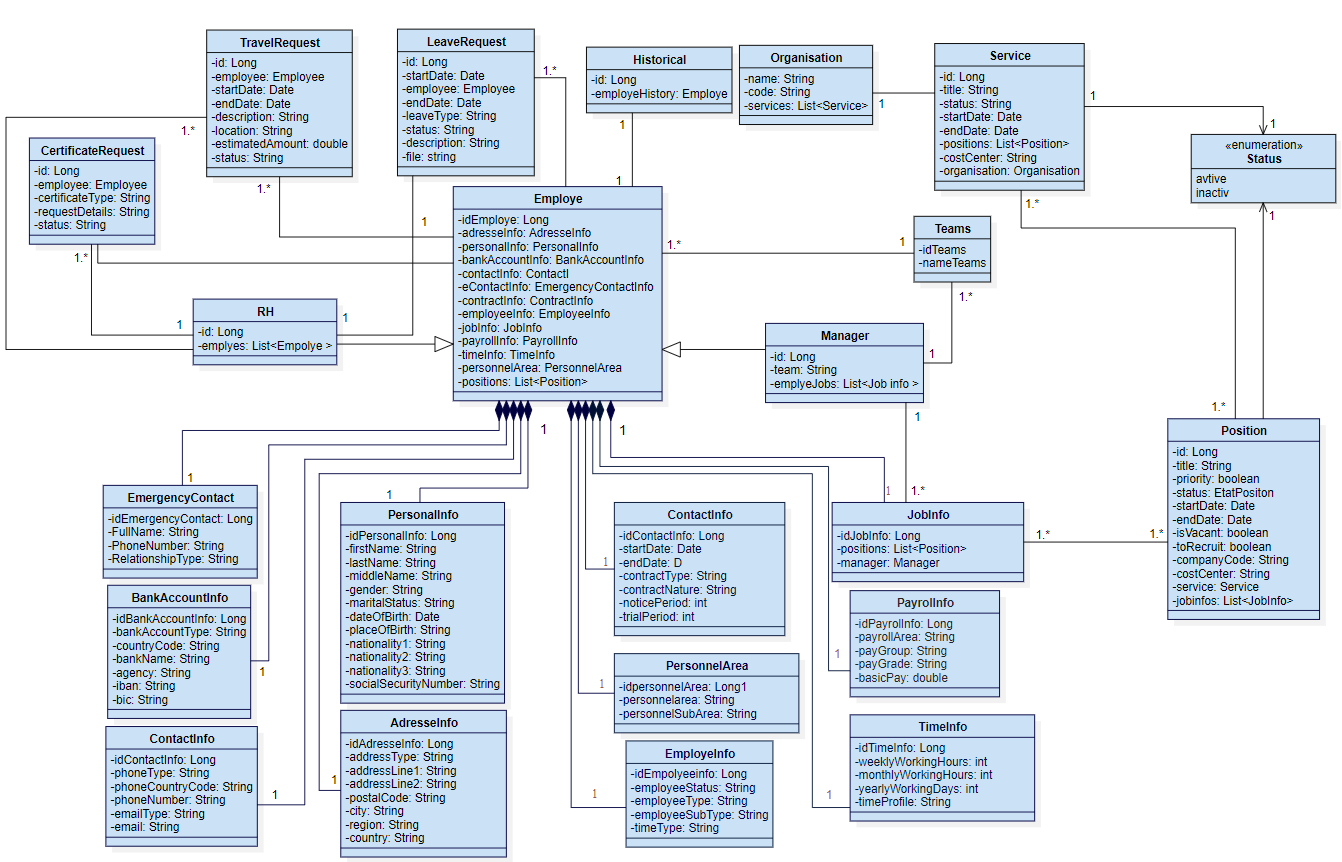 TravelRequest
-id: Long
-employee: Employee
-startDate: Date
-endDate: Date
-description: String
-location: String
-estimatedAmount: double
-status: String
LeaveRequest
-id: Long
-startDate: Date
-employee: Employee
-endDate: Date
-leaveType: String
-status: String
-description: String
-file: string
Historical
-id: Long
-employeHistory: Employe
Organisation
-name: String
-code: String
-services: List<Service>
Service
-id: Long
-title: String
-status: String
-startDate: Date
-endDate: Date
-positions: List<Position>
-costCenter: String
-organisation: Organisation
«enumeration»
Status
avtive
inactiv
CertificateRequest
-id: Long
-employee: Employee
-certificateType: String
-requestDetails: String
-status: String
Employe
-idEmploye: Long
-adresseInfo: AdresseInfo
-personalInfo: PersonalInfo
-bankAccountInfo: BankAccountInfo
-contactInfo: ContactI
-eContactInfo: EmergencyContactInfo
-contractInfo: ContractInfo
-employeeInfo: EmployeeInfo
-jobInfo: JobInfo
-payrollInfo: PayrollInfo
-timeInfo: TimeInfo
-personnelArea: PersonnelArea
-positions: List<Position>
Teams
-idTeams
-nameTeams
RH
-id: Long
-emplyes: List<Empolye >
Manager
-id: Long
-team: String
-emplyeJobs: List<Job info >
Position
-id: Long
-title: String
-priority: boolean
-status: EtatPositon
-startDate: Date
-endDate: Date
-isVacant: boolean
-toRecruit: boolean
-companyCode: String
-costCenter: String
-service: Service
-jobinfos: List<JobInfo>
EmergencyContact
-idEmergencyContact: Long
-FullName: String
-PhoneNumber: String
-RelationshipType: String
PersonalInfo
-idPersonalInfo: Long
-firstName: String
-lastName: String
-middleName: String
-gender: String
-maritalStatus: String
-dateOfBirth: Date
-placeOfBirth: String
-nationality1: String
-nationality2: String
-nationality3: String
-socialSecurityNumber: String
ContactInfo
-idContactInfo: Long
-startDate: Date
-endDate: D
-contractType: String
-contractNature: String
-noticePeriod: int
-trialPeriod: int
JobInfo
-idJobInfo: Long
-positions: List<Position>
-manager: Manager
BankAccountInfo
-idBankAccountInfo: Long
-bankAccountType: String
-countryCode: String
-bankName: String
-agency: String
-iban: String
-bic: String
PayrolInfo
-idPayrolInfo: Long
-payrollArea: String
-payGroup: String
-payGrade: String
-basicPay: double
PersonnelArea
-idpersonnelArea: Long1
-personnelarea: String
-personnelSubArea: String
ContactInfo
-idContactInfo: Long
-phoneType: String
-phoneCountryCode: String
-phoneNumber: String
-emailType: String
-email: String
AdresseInfo
-idAdresseInfo: Long
-addressType: String
-addressLine1: String
-addressLine2: String
-postalCode: String
-city: String
-region: String
-country: String
EmployeInfo
-idEmpolyeeinfo: Long
-employeeStatus: String
-employeeType: String
-employeeSubType: String
-timeType: String
TimeInfo
-idTimeInfo: Long
-weeklyWorkingHours: int
-monthlyWorkingHours: int
-yearlyWorkingDays: int
-timeProfile: String
1.*
1.*
1.*
1.*
1
1
1
1
1
1
1
1
1.*
1
1.*
1
1.*
1
1
1.*
1.*
1.*
1.*
1
1
1
1
1
1
1
1
1
1
1
1
1